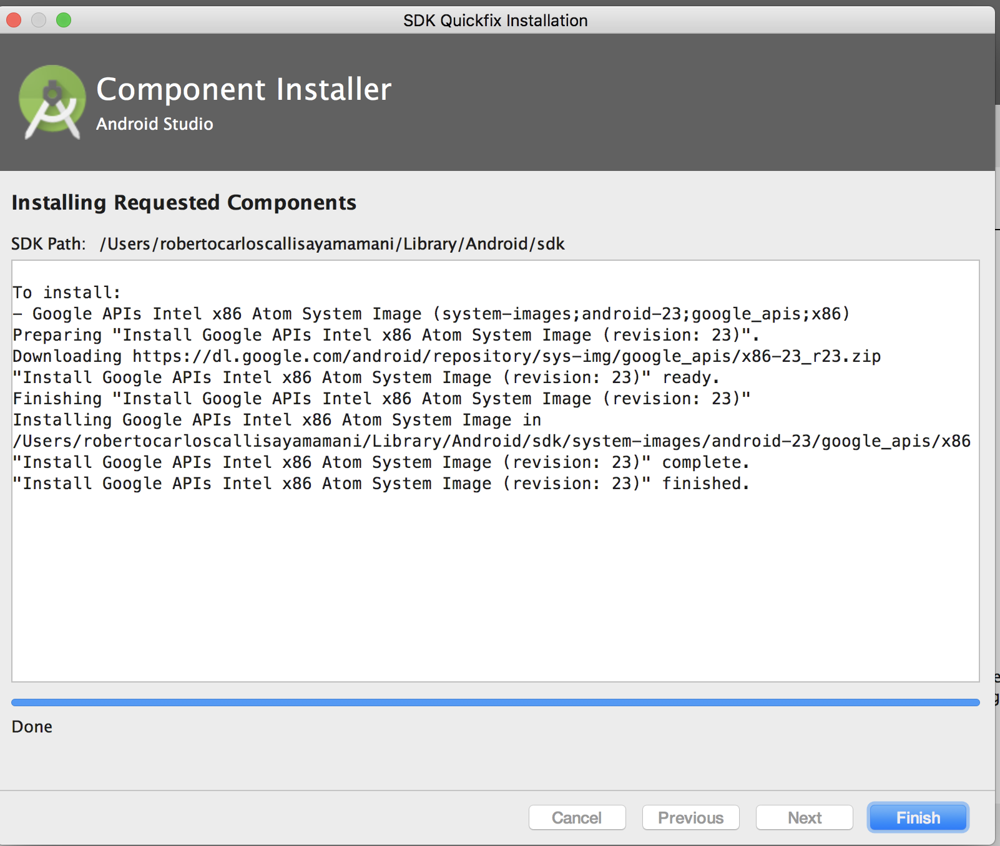 SDK Quickfix Installation
Component Installer
Android Studio
Installing Requested Components
SDK Path: /Users/robertocarloscallisayamamani/Library/Android/sdk
To install:
- Google APIs Intel x86 Atom System Image (system-images;android-23;google_apis;x86)
Preparing "Install Google APIs Intel x86 Atom System Image (revision: 23)".
Downloading https://dl.google.com/android/repository/sys-img/google_apis/x86-23_r23.zip
"Install Google APIs Intel x86 Atom System Image (revision: 23)" ready.
Finishing "Install Google APIs Intel x86 Atom System Image (revision: 23)"
Installing Google APIs Intel x86 Atom System Image in
/Users/robertocarloscallisayamamani/Library/Android/sdk/system-images/android-23/google_apis/x86
"Install Google APIs Intel x86 Atom System Image (revision: 23)" complete.
"Install Google APIs Intel x86 Atom System Image (revision: 23)" finished.
Done
Cancel Previous Next Finish